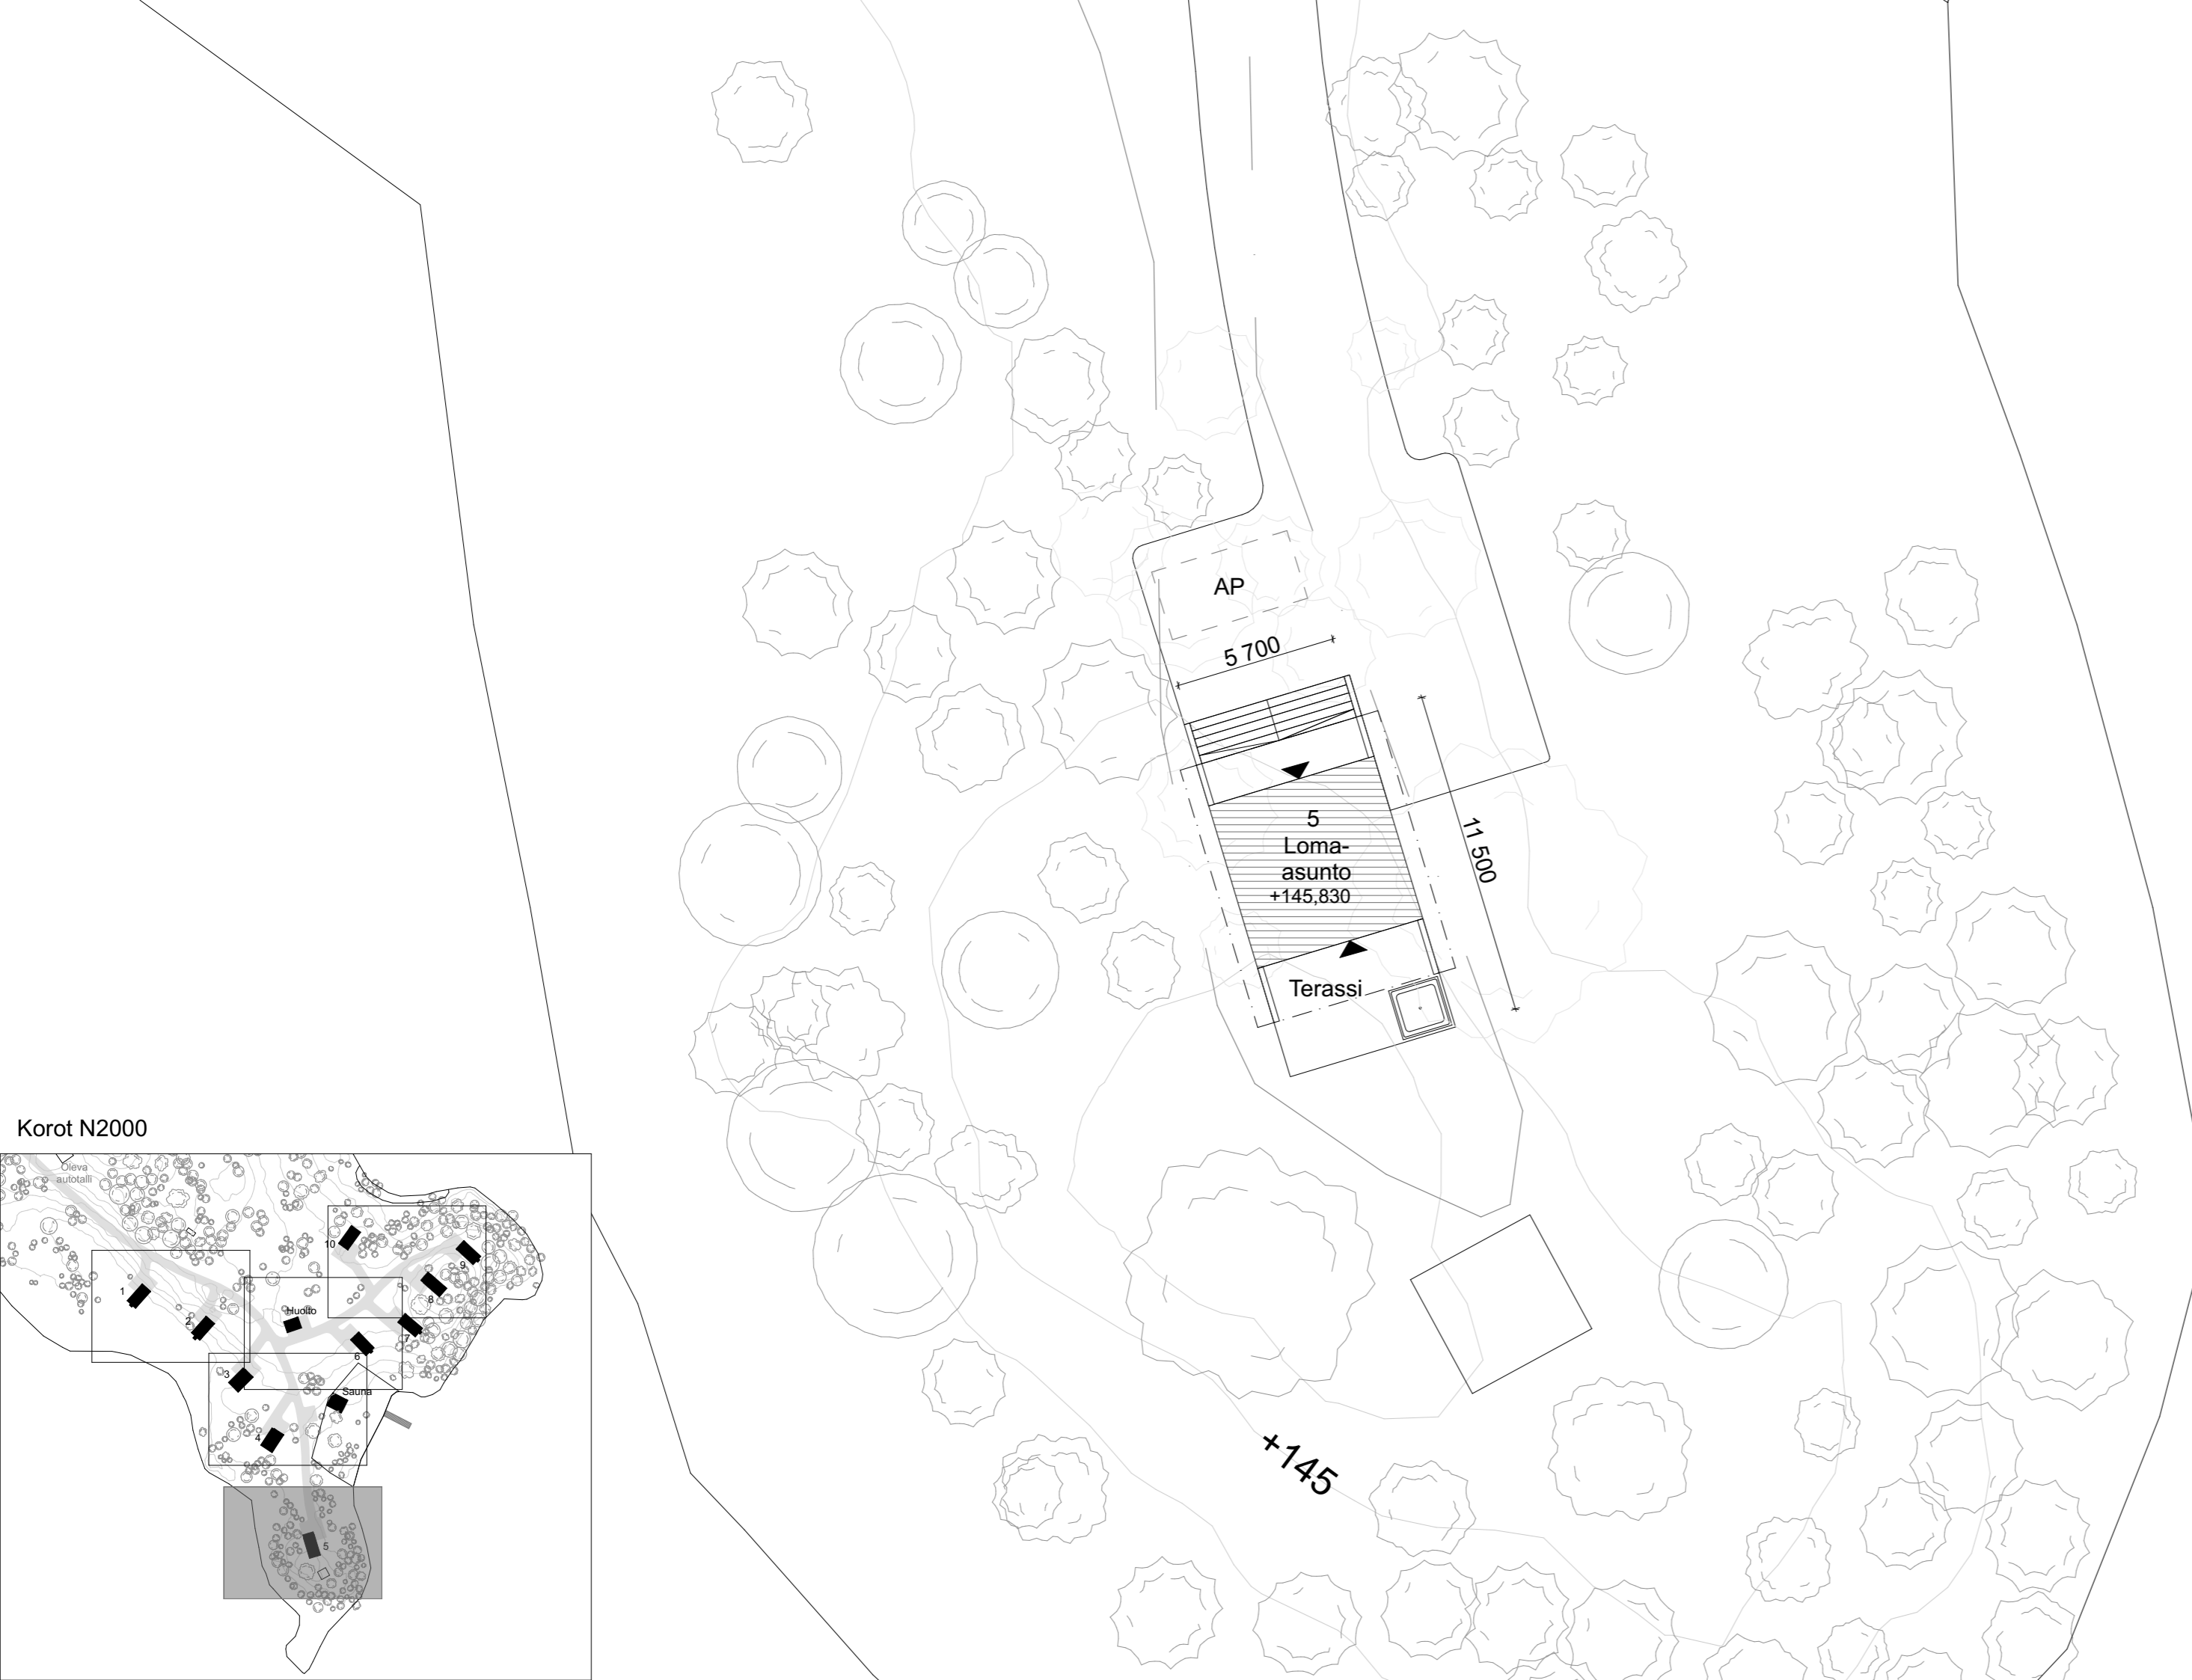 AP
5 700
5
Loma-
asunto
+145,830
11 500
Terassi
+145
Korot N2000
Oleva
autotalli
10
9
8
1
2
Huolto
7
6
3
Sauna
4
5